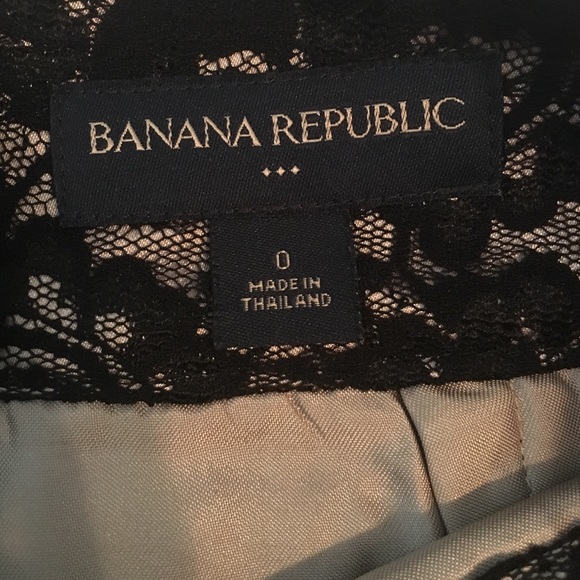 BANANA REPUBLIC
0
MADE IN
THAILAND